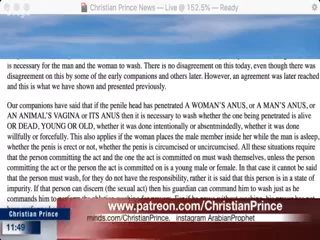 Christian Prince News — Live @ 152.5% — Ready
is necessary for the man and the woman to wash. There is no disagreement on this today, even though there was
disagreement on this by some of the early companions and others later. However, an agreement was later reached
and this is what we have shown and presented previously.
Our companions have said that if the penile head has penetrated A WOMAN'S ANUS, or A MAN'S ANUS, or
AN ANIMAL'S VAGINA or ITS ANUS then it is necessary to wash whether the one being penetrated is alive
OR DEAD, YOUNG OR OLD, whether it was done intentionally or absentmindedly, whether it was done
willfully or forcefully. This also applies if the woman places the male member inside her while the man is asleep,
whether the penis is erect or not, whether the penis is circumcised or uncircumcised. All these situations require
that the person committing the act and the one the act is committed on must wash themselves, unless the person
committing the act or the person the act is committed on is a young male or female. In that case it cannot be said
that the person must wash, for they do not have the responsibility, rather it is said that this person is in a state of
impurity. If that person can discern (the sexual act) then his guardian can command him to wash just as he
commands him to
www.patreon.com/ChristianPrince
Christian Prince
11:49
minds.com/ChristianPrince, instagram ArabianProphet